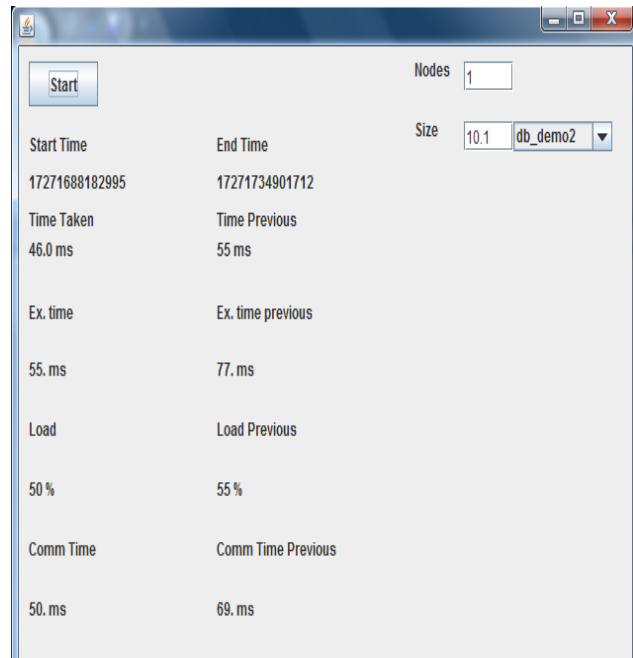 Start
Nodes 1
Size 10.1 db_demo2
Start Time End Time
17271688182995 17271734901712
Time Taken Time Previous
46.0 ms 55 ms
Ex. time Ex. time previous
55. ms 77. ms
Load Load Previous
50 % 55 %
Comm Time Comm Time Previous
50. ms 69. ms